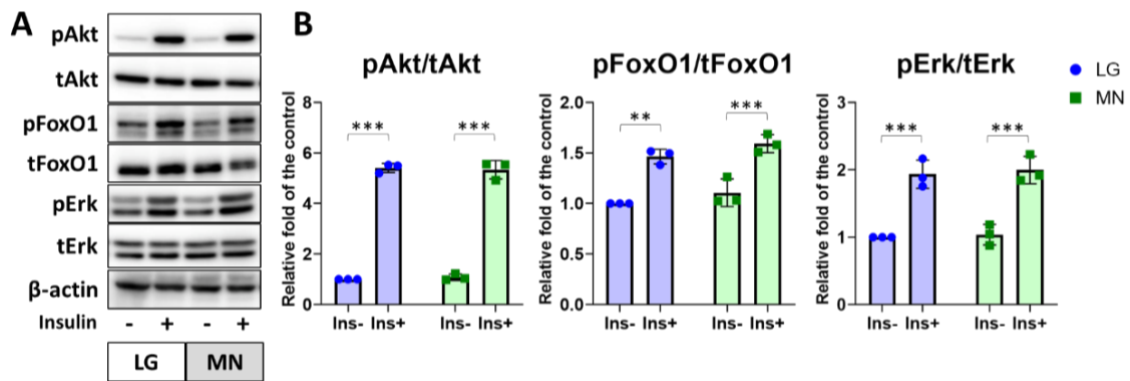 A
pAkt
tAkt
pFoxO1
tFoxO1
pErk
tErk
β-actin
Insulin - + - +
LG MN
B
pAkt/tAkt
Relative fold of the control
8
6
4
2
0
*** ***
Ins- Ins+ Ins- Ins+
pFoxO1/tFoxO1
Relative fold of the control
2.0
1.5
1.0
0.5
0.0
** ***
Ins- Ins+ Ins- Ins+
pErk/tErk
Relative fold of the control
3
2
1
0
*** ***
Ins- Ins+ Ins- Ins+
LG
MN